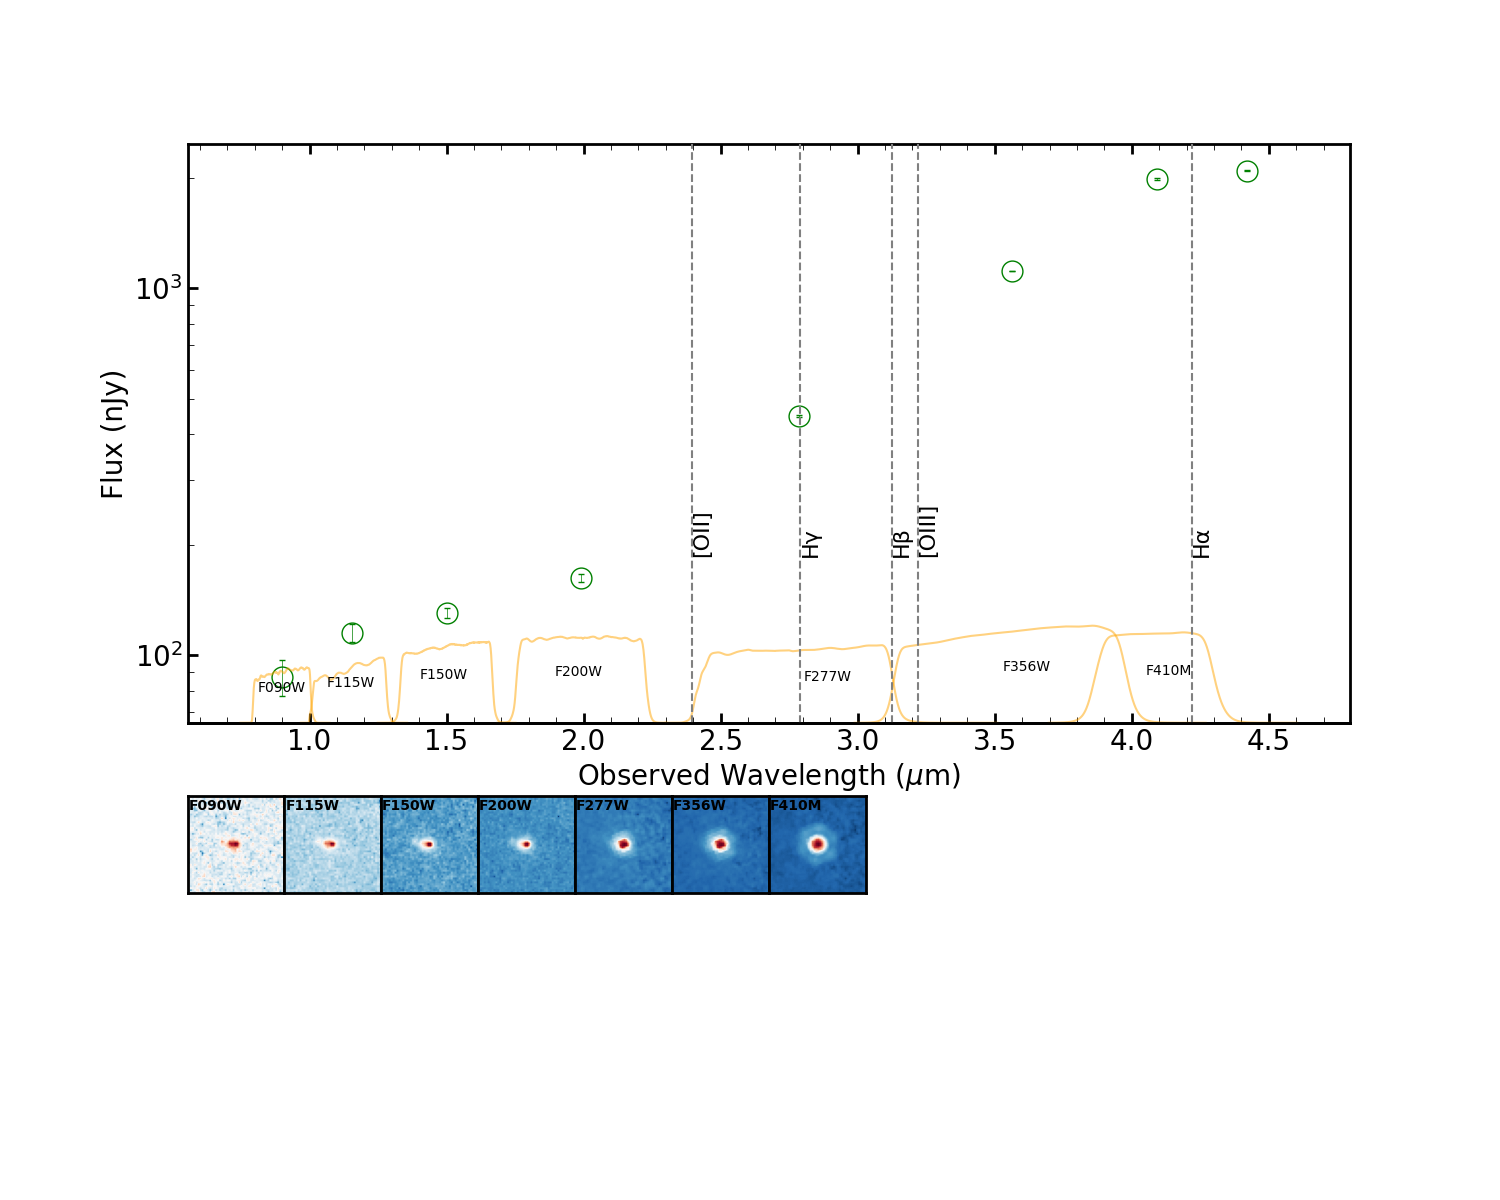 Flux (nJy)
10³
10²
[OII]
Hγ
Hβ
[OIII]
Hα
F090W
F115W
F150W
F200W
F277W
F356W
F410M
1.0 1.5 2.0 2.5 3.0 3.5 4.0 4.5
Observed Wavelength (μm)
F090W F115W F150W F200W F277W F356W F410M